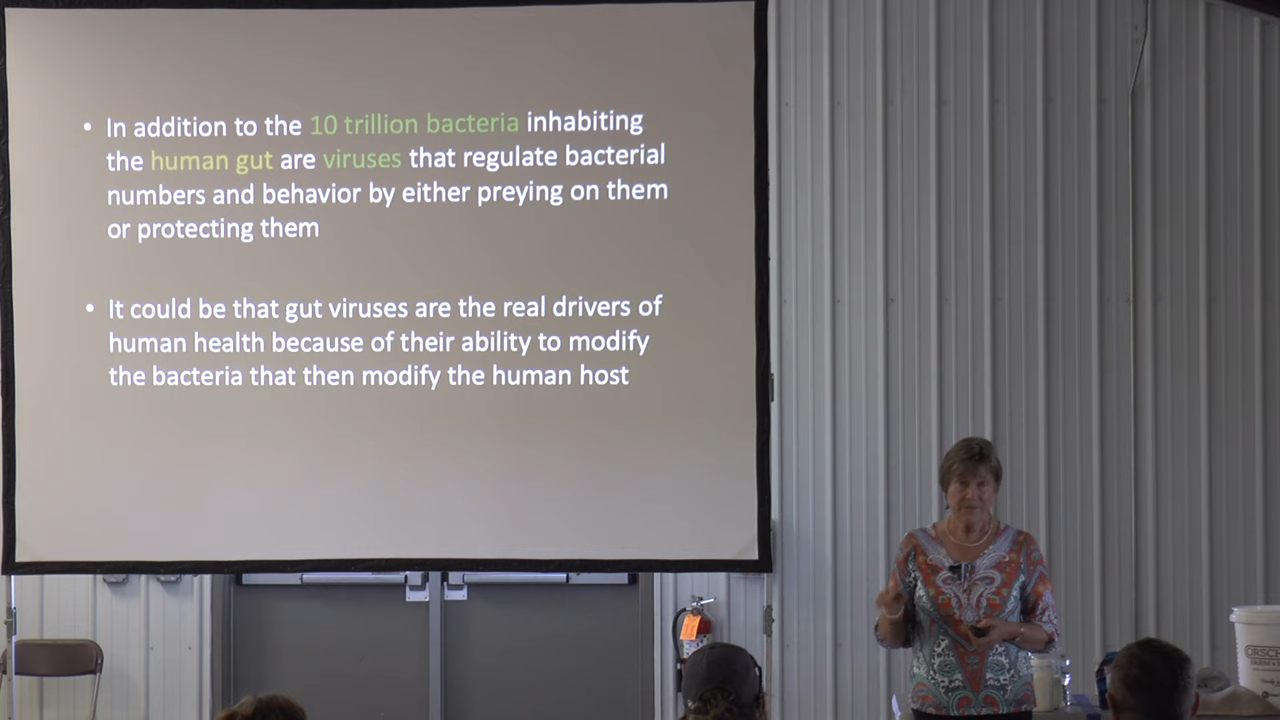 • In addition to the 10 trillion bacteria inhabiting
the human gut are viruses that regulate bacterial
numbers and behavior by either preying on them
or protecting them
• It could be that gut viruses are the real drivers of
human health because of their ability to modify
the bacteria that then modify the human host